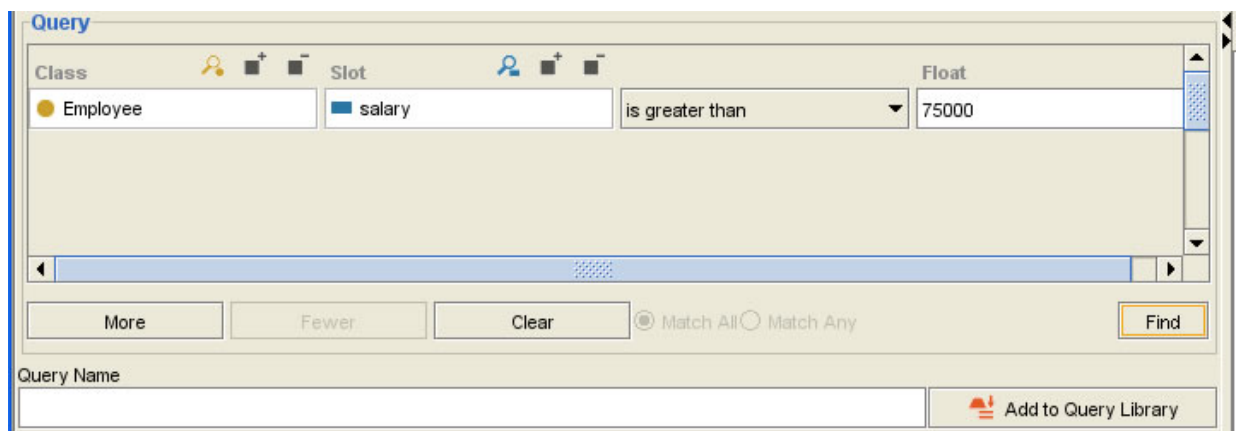 Query
Class Slot Float
Employee salary is greater than 75000
More Fewer Clear Match All Match Any Find
Query Name
Add to Query Library